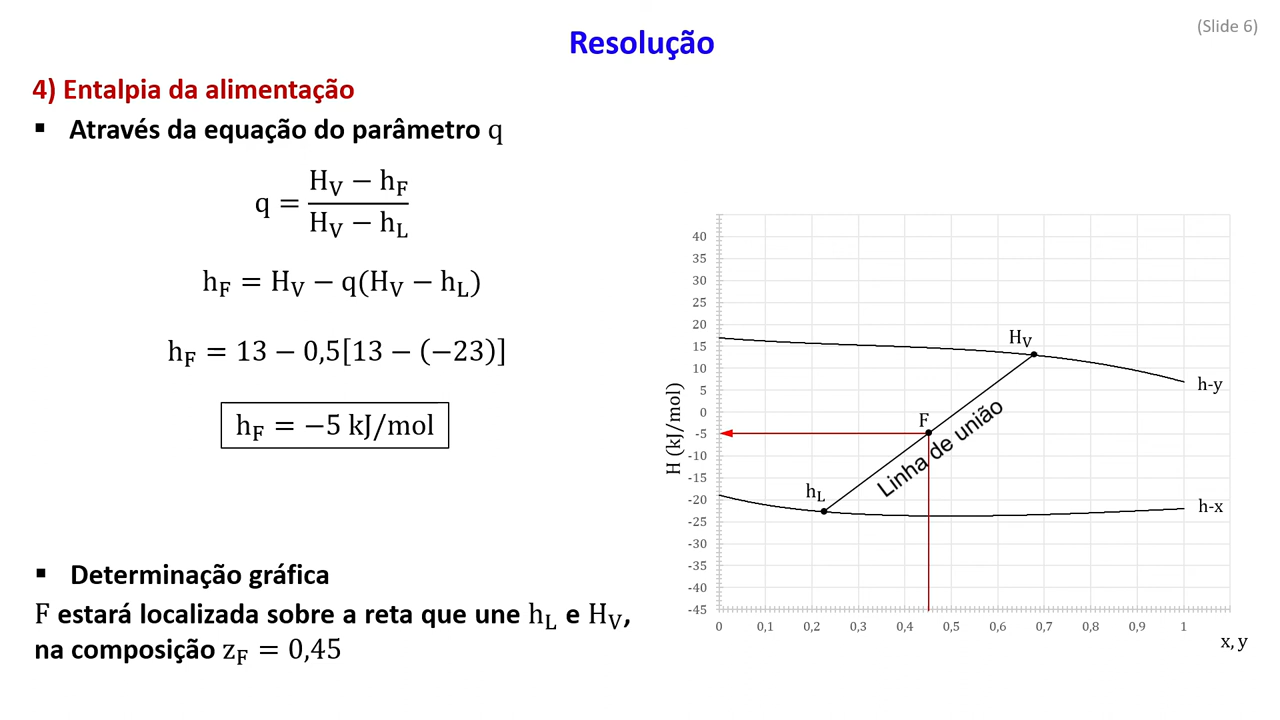 (Slide 6)
Resolução
4) Entalpia da alimentação
▪ Através da equação do parâmetro q
q = (H_V − h_F) / (H_V − h_L)
h_F = H_V − q(H_V − h_L)
h_F = 13 − 0,5[13 − (−23)]
h_F = −5 kJ/mol
▪ Determinação gráfica
F estará localizada sobre a reta que une h_L e H_V,
na composição z_F = 0,45
H (kJ/mol)
40
35
30
25
20
15
10
5
0
-5
-10
-15
-20
-25
-30
-35
-40
-45
H_V
h-y
F
Linha de união
h_L
h-x
0 0,1 0,2 0,3 0,4 0,5 0,6 0,7 0,8 0,9 1
x, y